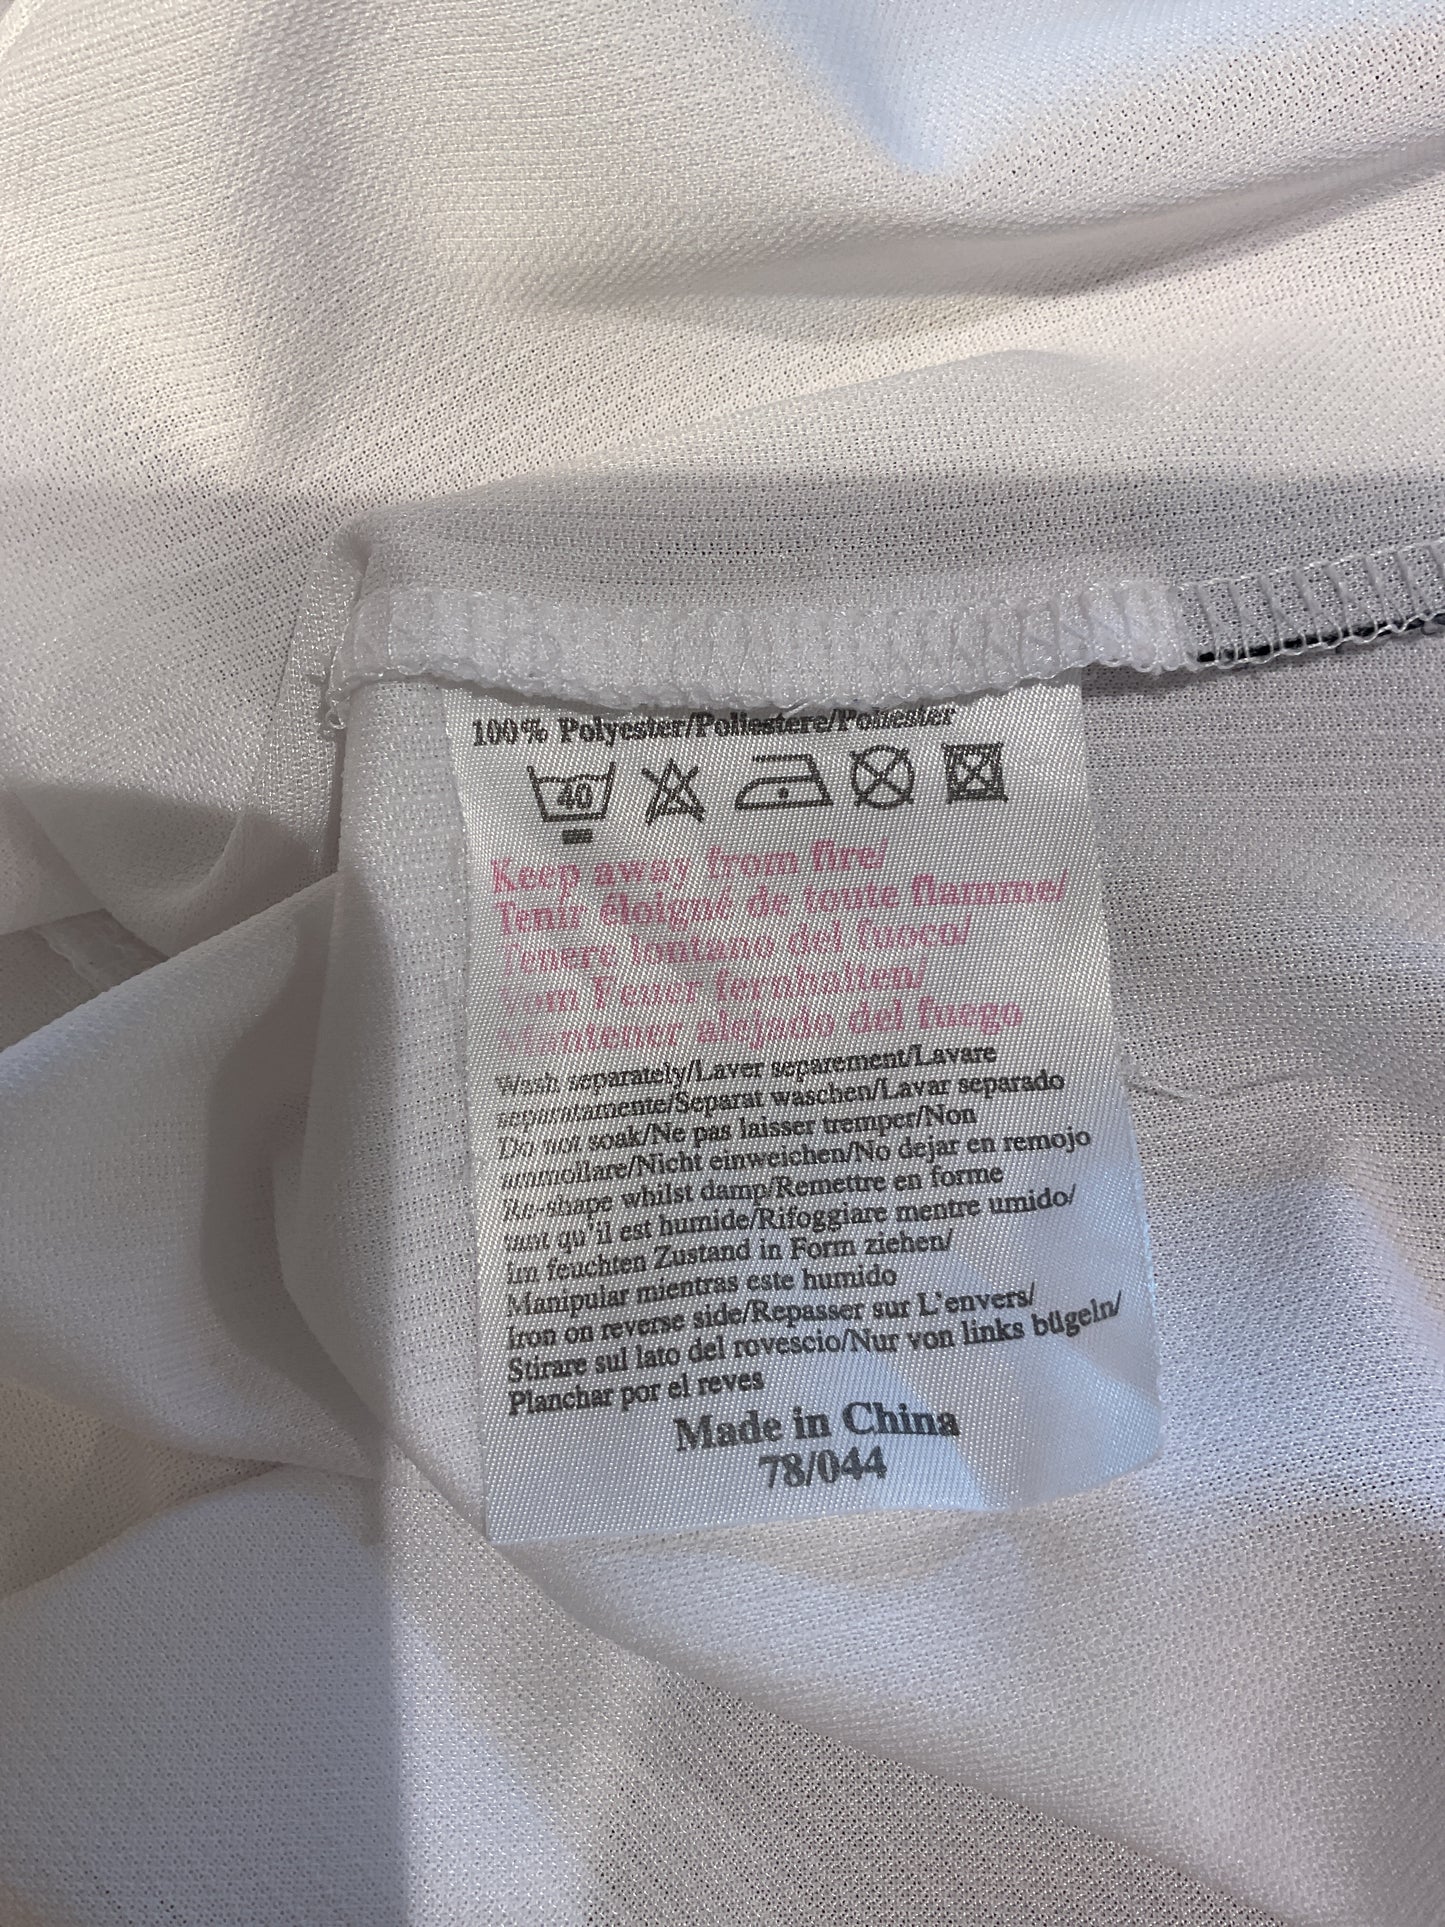 100% Polyester/Poliestere/Poliester
40
Keep away from fire/
Tenir éloigné de toute flamme/
Tenere lontano del fuoco/
Vom Feuer fernhalten/
Mantener alejado del fuego
Wash separately/Laver separement/Lavare
separatamente/Separat waschen/Lavar separado
Do not soak/Ne pas laisser tremper/Non
ammollare/Nicht einweichen/No dejar en remojo
Re-shape whilst damp/Remettre en forme
tant qu'il est humide/Rifoggiare mentre umido/
Im feuchten Zustand in Form ziehen/
Manipular mientras este humido
Iron on reverse side/Repasser sur L'envers/
Stirare sul lato del rovescio/Nur von links bügeln/
Planchar por el reves
Made in China
78/044